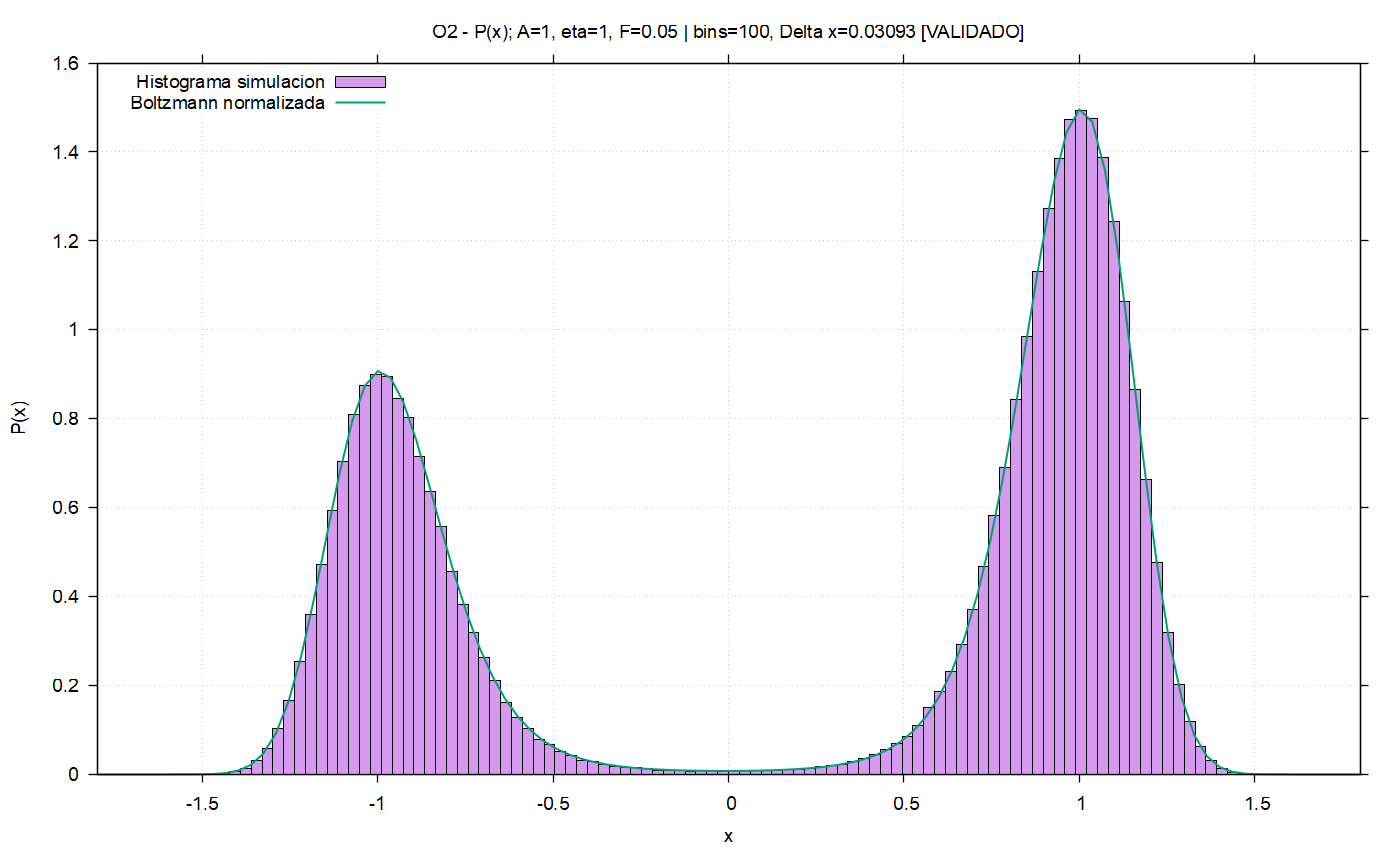 O2 - P(x); A=1, eta=1, F=0.05 | bins=100, Delta x=0.03093 [VALIDADO]
Histograma simulacion
Boltzmann normalizada
1.6
1.4
1.2
1
0.8
0.6
0.4
0.2
0
P(x)
-1.5 -1 -0.5 0 0.5 1 1.5
x